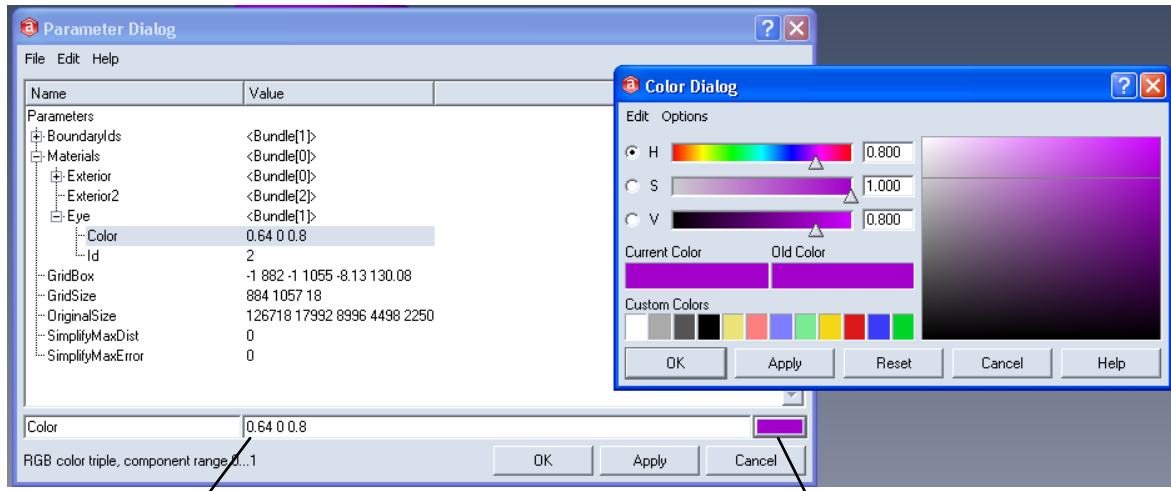 Parameter Dialog
File Edit Help
Name Value
Parameters
BoundaryIds <Bundle[1]>
Materials <Bundle[0]>
Exterior <Bundle[0]>
Exterior2 <Bundle[2]>
Eye <Bundle[1]>
Color 0.64 0 0.8
Id 2
GridBox -1 882 -1 1055 -8.13 130.08
GridSize 884 1057 18
OriginalSize 126718 17992 8996 4498 2250
SimplifyMaxDist 0
SimplifyMaxError 0
Color 0.64 0 0.8
RGB color triple, component range 0...1 OK Apply Cancel
Color Dialog
Edit Options
H 0.800
S 1.000
V 0.800
Current Color Old Color
Custom Colors
OK Apply Reset Cancel Help